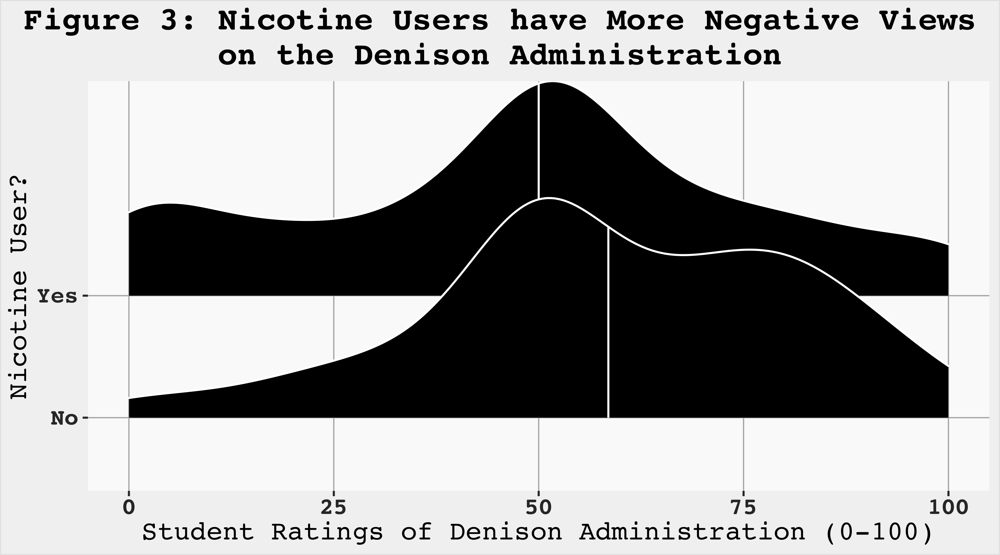 Figure 3: Nicotine Users have More Negative Views
on the Denison Administration
Nicotine User?
Yes
No
0 25 50 75 100
Student Ratings of Denison Administration (0-100)